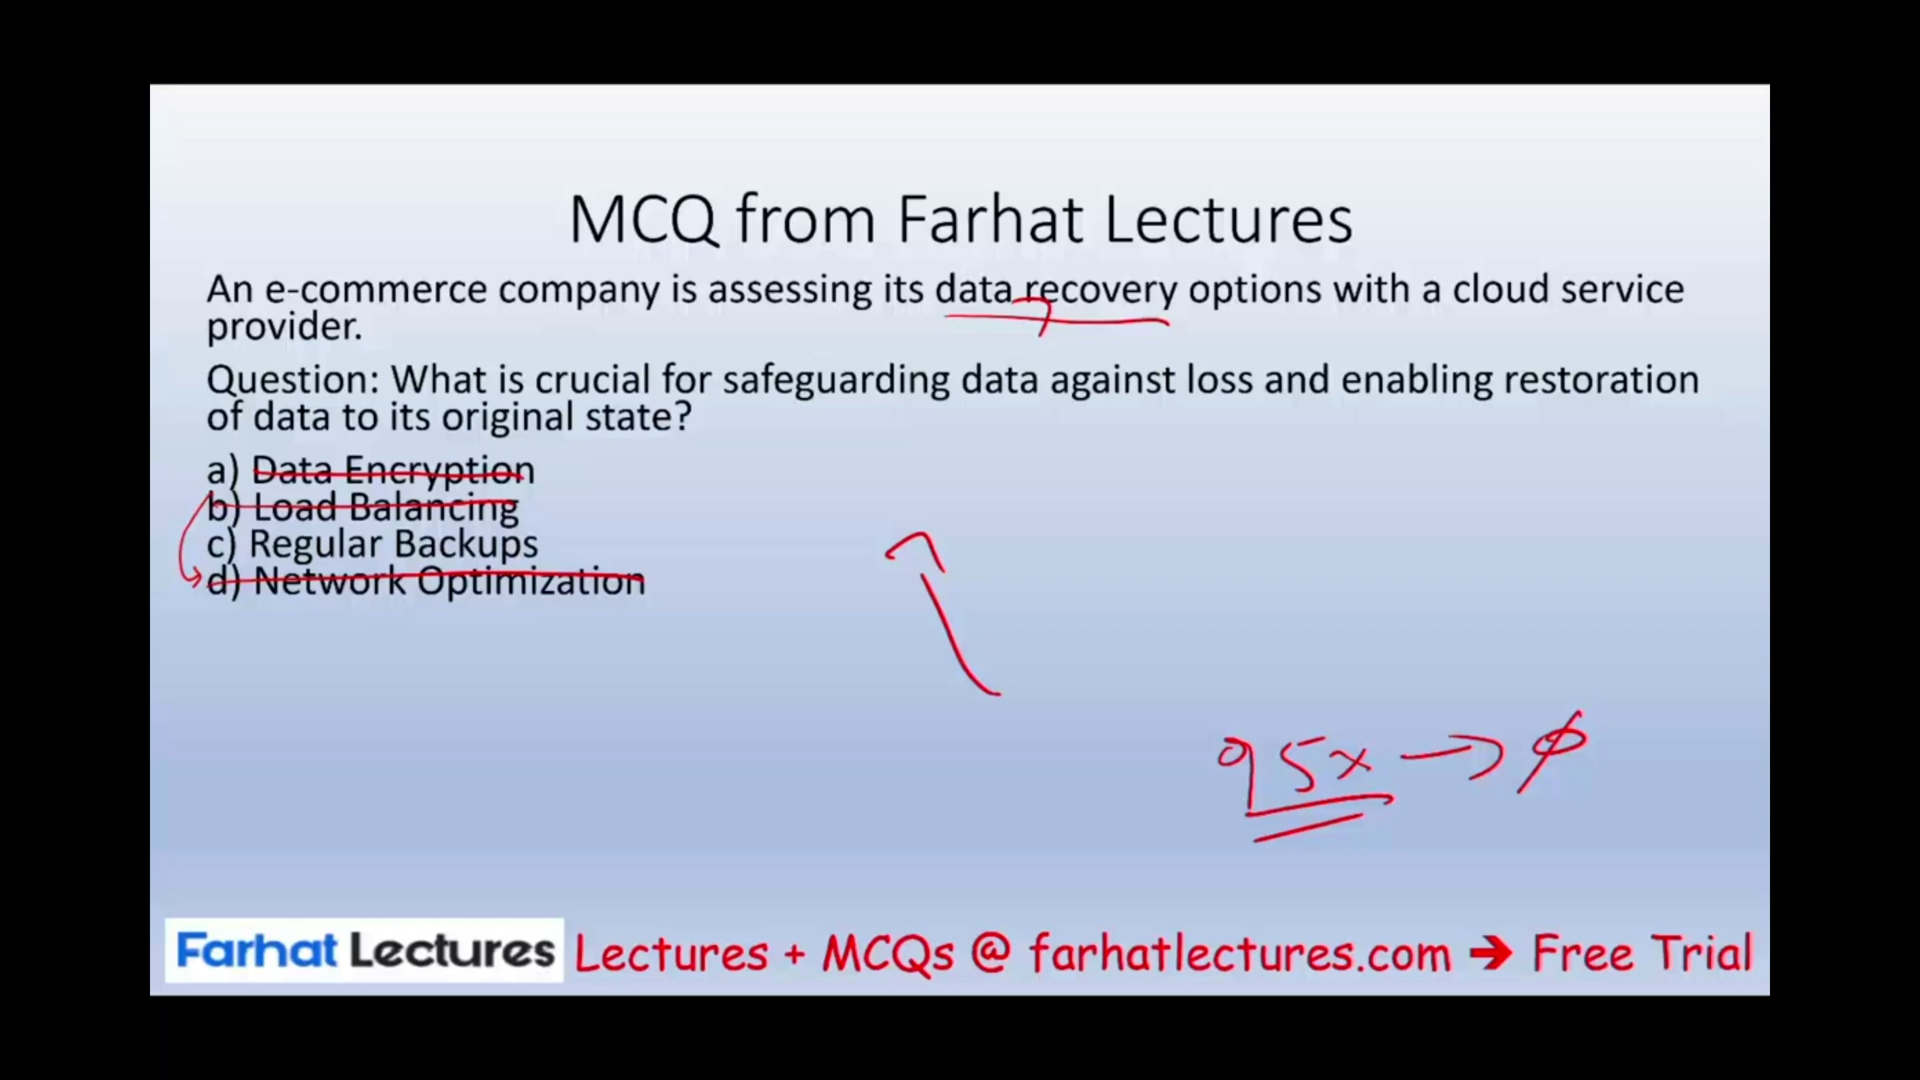 MCQ from Farhat Lectures
An e-commerce company is assessing its data recovery options with a cloud service
provider.
Question: What is crucial for safeguarding data against loss and enabling restoration
of data to its original state?
a) Data Encryption
b) Load Balancing
c) Regular Backups
d) Network Optimization
Farhat Lectures Lectures + MCQs @ farhatlectures.com ➔ Free Trial